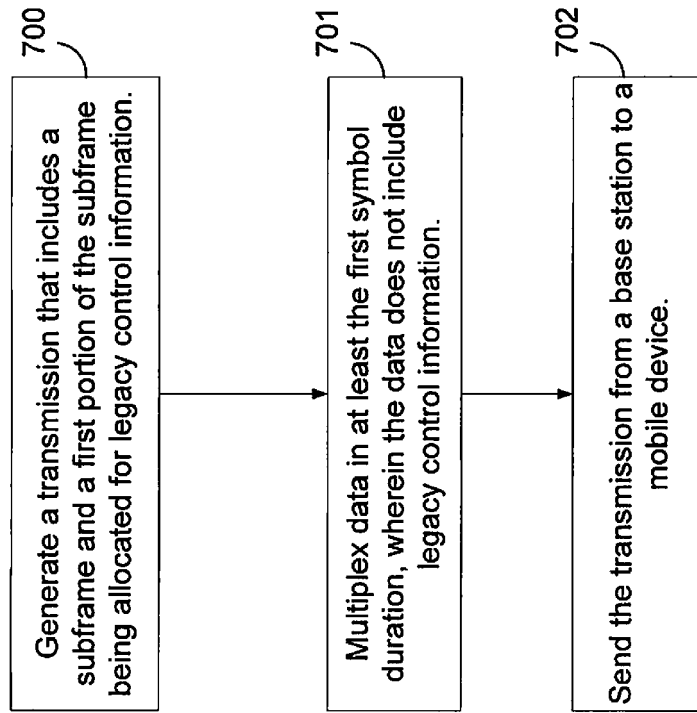 700
Generate a transmission that includes a
subframe and a first portion of the subframe
being allocated for legacy control information.
701
Multiplex data in at least the first symbol
duration, wherein the data does not include
legacy control information.
702
Send the transmission from a base station to a
mobile device.